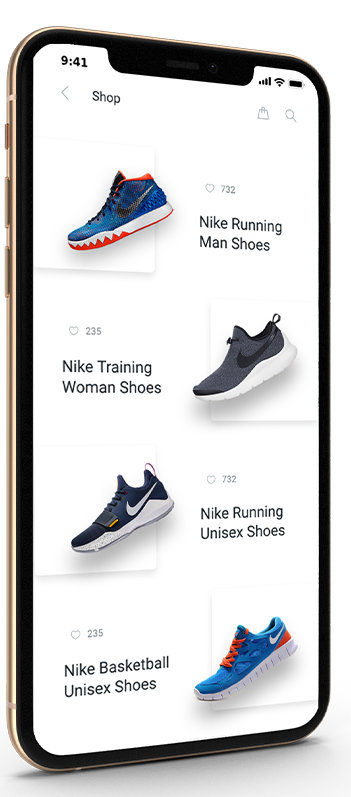 9:41
Shop
732
Nike Running
Man Shoes
235
Nike Training
Woman Shoes
732
Nike Running
Unisex Shoes
235
Nike Basketball
Unisex Shoes